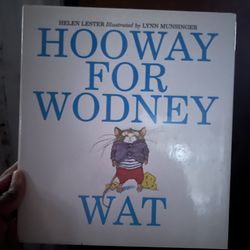 HELEN LESTER Illustrated by LYNN MUNSINGER
HOOWAY
FOR
WODNEY
WAT